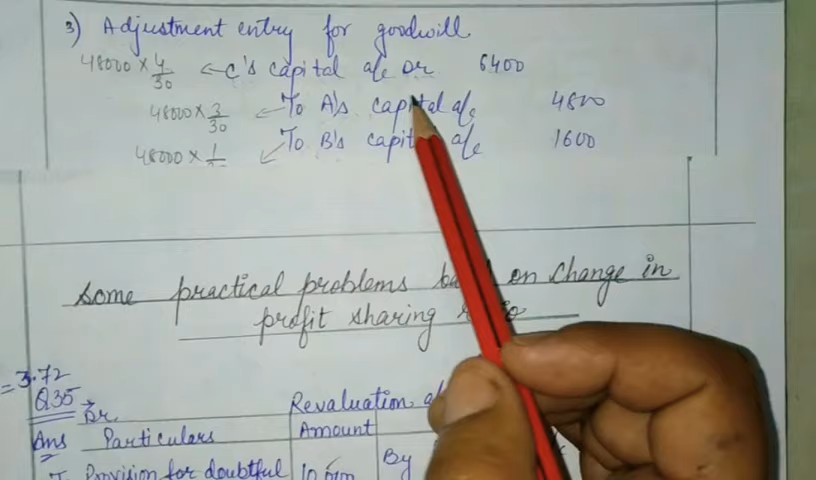 3) Adjustment entry for goodwill
48000 × 4/30 ← C's capital a/c Dr 6400
48000 × 3/30 ← To A's capital a/c 4800
48000 × 1/ ← To B's capital a/c 1600
Some practical problems on change in
profit sharing
= 3.72
Q35
Dr. Revaluation
Ans Particulars Amount By
Provision for doubtful